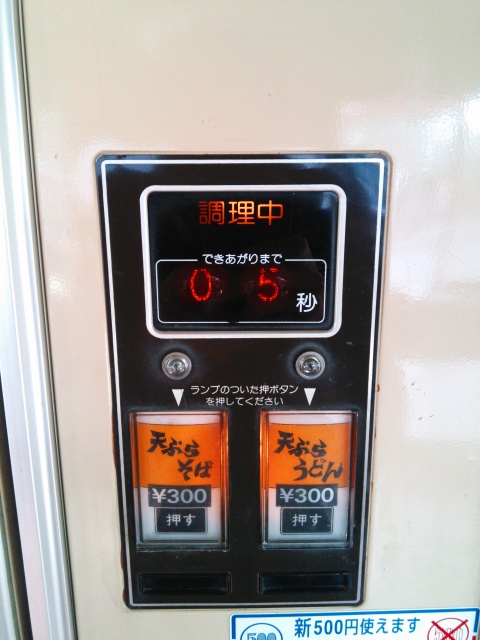 調理中
できあがりまで
05
秒
ランプのついた押ボタン
を押してください
天ぷら
そば
¥300
押す
天ぷら
うどん
¥300
押す
新500円使えます
500